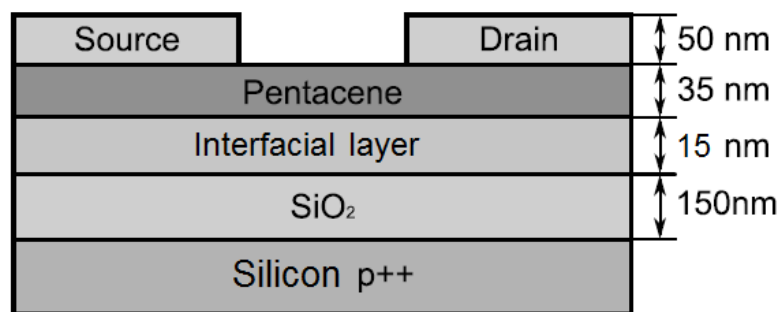 Source
Drain
50 nm
Pentacene
35 nm
Interfacial layer
15 nm
SiO₂
150nm
Silicon p++